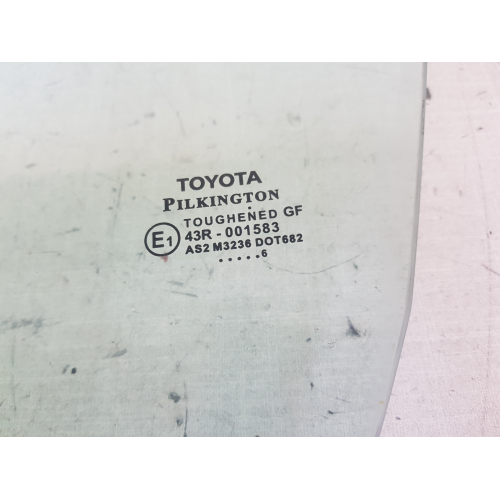 TOYOTA
PILKINGTON
TOUGHENED GF
E1 43R - 001583
AS2 M3236 DOT682
.....6